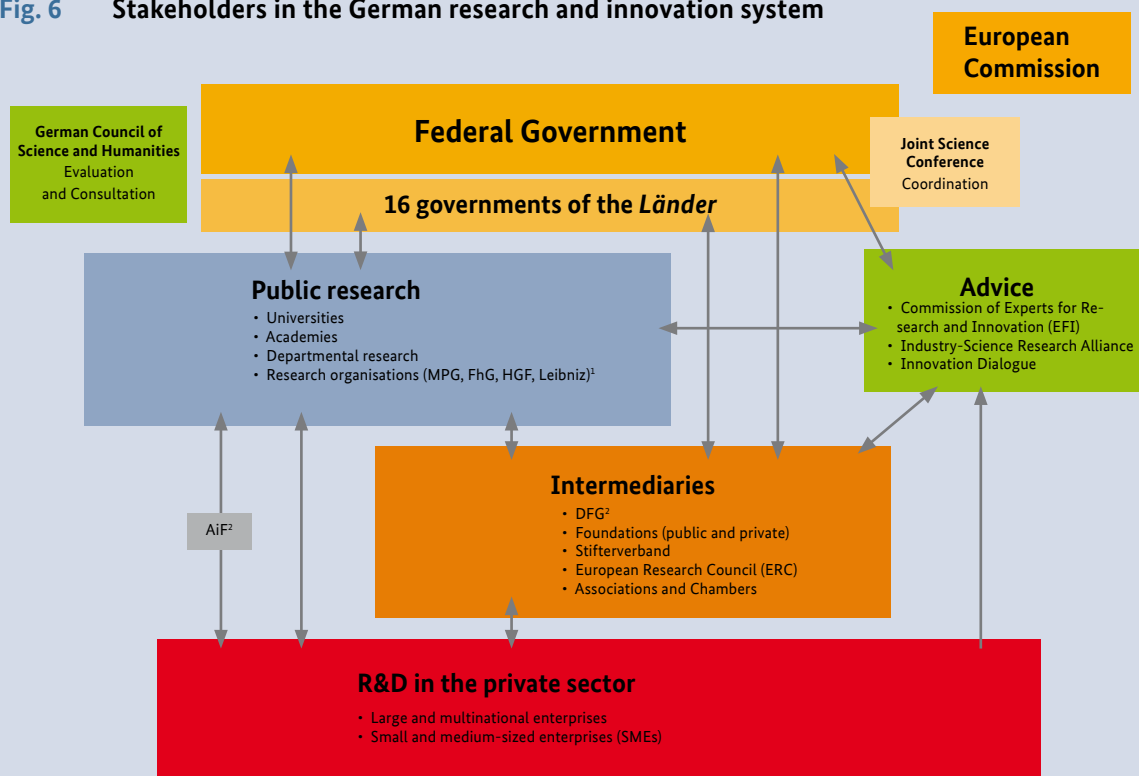 Fig. 6 Stakeholders in the German research and innovation system
European
Commission
Federal Government
German Council of
Science and Humanities
Evaluation
and Consultation
Joint Science
Conference
Coordination
16 governments of the Länder
Public research
• Universities
• Academies
• Departmental research
• Research organisations (MPG, FhG, HGF, Leibniz)¹
Advice
• Commission of Experts for Re-
search and Innovation (EFI)
• Industry-Science Research Alliance
• Innovation Dialogue
Intermediaries
• DFG²
• Foundations (public and private)
• Stifterverband
• European Research Council (ERC)
• Associations and Chambers
AiF²
R&D in the private sector
• Large and multinational enterprises
• Small and medium-sized enterprises (SMEs)